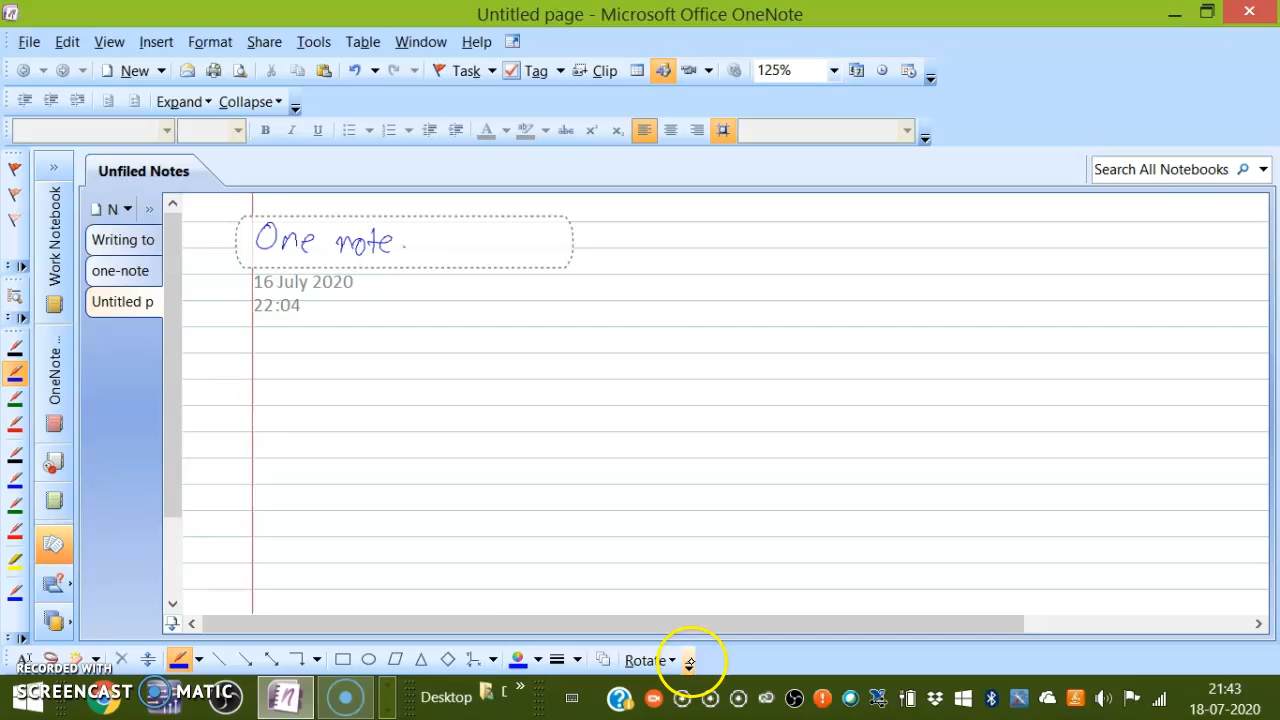 Untitled page - Microsoft Office OneNote
File Edit View Insert Format Share Tools Table Window Help
New Task Tag Clip 125%
Expand Collapse
Unfiled Notes
Search All Notebooks
N
Writing to
one-note
Untitled p
Work Notebook
OneNote ...
One note.
16 July 2020
22:04
Rotate
RECORDED WITH
SCREENCAST MATIC
Desktop
21:43
18-07-2020